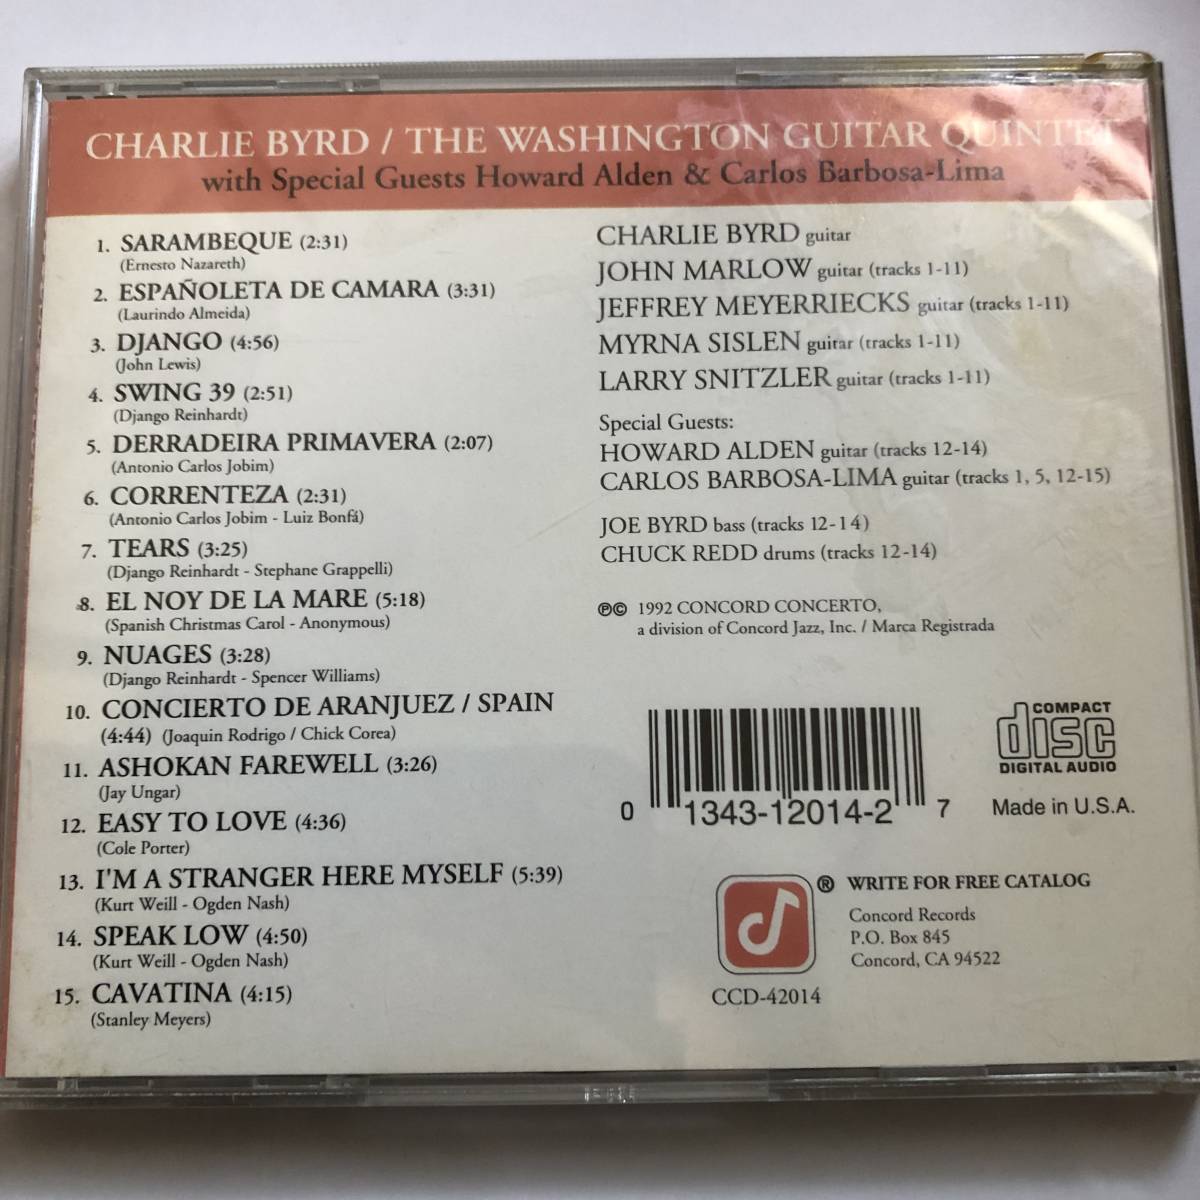 CHARLIE BYRD / THE WASHINGTON GUITAR QUINTET
with Special Guests Howard Alden & Carlos Barbosa-Lima
1. SARAMBEQUE (2:31)
(Ernesto Nazareth)
2. ESPAÑOLETA DE CAMARA (3:31)
(Laurindo Almeida)
3. DJANGO (4:56)
(John Lewis)
4. SWING 39 (2:51)
(Django Reinhardt)
5. DERRADEIRA PRIMAVERA (2:07)
(Antonio Carlos Jobim)
6. CORRENTEZA (2:31)
(Antonio Carlos Jobim - Luiz Bonfá)
7. TEARS (3:25)
(Django Reinhardt - Stephane Grappelli)
8. EL NOY DE LA MARE (5:18)
(Spanish Christmas Carol - Anonymous)
9. NUAGES (3:28)
(Django Reinhardt - Spencer Williams)
10. CONCIERTO DE ARANJUEZ / SPAIN
(4:44) (Joaquin Rodrigo / Chick Corea)
11. ASHOKAN FAREWELL (3:26)
(Jay Ungar)
12. EASY TO LOVE (4:36)
(Cole Porter)
13. I'M A STRANGER HERE MYSELF (5:39)
(Kurt Weill - Ogden Nash)
14. SPEAK LOW (4:50)
(Kurt Weill - Ogden Nash)
15. CAVATINA (4:15)
(Stanley Meyers)
CHARLIE BYRD guitar
JOHN MARLOW guitar (tracks 1-11)
JEFFREY MEYERRIECKS guitar (tracks 1-11)
MYRNA SISLEN guitar (tracks 1-11)
LARRY SNITZLER guitar (tracks 1-11)
Special Guests:
HOWARD ALDEN guitar (tracks 12-14)
CARLOS BARBOSA-LIMA guitar (tracks 1, 5, 12-15)
JOE BYRD bass (tracks 12-14)
CHUCK REDD drums (tracks 12-14)
℗© 1992 CONCORD CONCERTO,
a division of Concord Jazz, Inc. / Marca Registrada
0 1343-12014-2 7
COMPACT
disc
DIGITAL AUDIO
Made in U.S.A.
® WRITE FOR FREE CATALOG
Concord Records
P.O. Box 845
Concord, CA 94522
CCD-42014